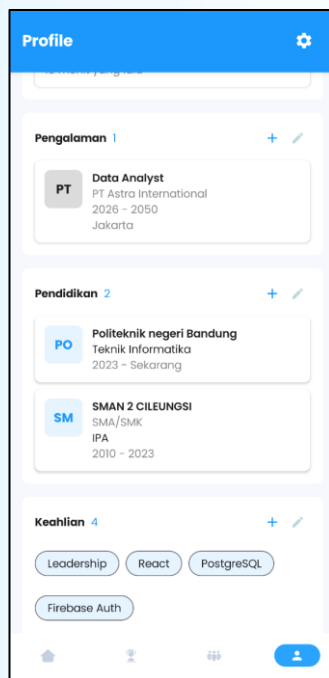 Profile
yang lalu
Pengalaman 1
PT
Data Analyst
PT Astra International
2026 - 2050
Jakarta
Pendidikan 2
PO
Politeknik negeri Bandung
Teknik Informatika
2023 - Sekarang
SM
SMAN 2 CILEUNGSI
SMA/SMK
IPA
2010 - 2023
Keahlian 4
Leadership React PostgreSQL
Firebase Auth